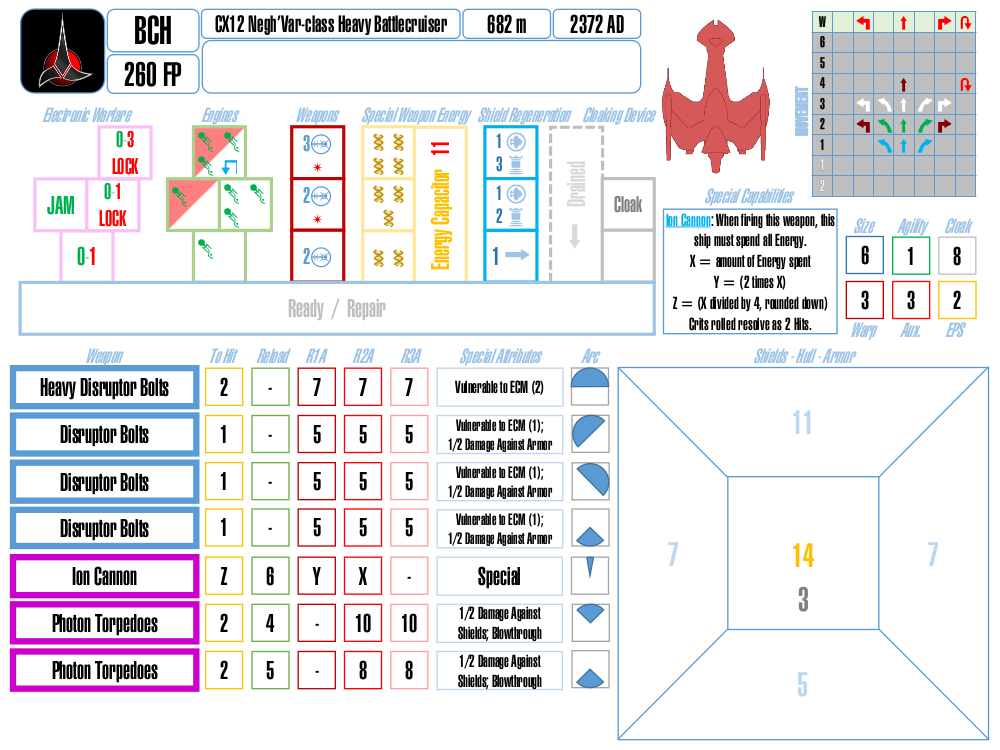 BCH
CX12 Negh'Var-class Heavy Battlecruiser
682 m
2372 AD
260 FP
Electronic Warfare
Engines
Weapons
Special Weapon Energy
Shield Regeneration
Cloaking Device
0-3
LOCK
JAM
0-1
LOCK
0-1
3
2
2
11
Energy Capacitor
1
3
1
2
1
Drained
Cloak
Ready / Repair
MOVEMENT
W
6
5
4
3
2
1
1
2
Special Capabilities
Ion Cannon: When firing this weapon, this
ship must spend all Energy.
X = amount of Energy spent
Y = (2 times X)
Z = (X divided by 4, rounded down)
Crits rolled resolve as 2 Hits.
Size Agility Cloak
6 1 8
3 3 2
Warp Aux. EPS
Weapon To Hit Reload R1A R2A R3A Special Attributes Arc
Heavy Disruptor Bolts 2 - 7 7 7 Vulnerable to ECM (2)
Disruptor Bolts 1 - 5 5 5 Vulnerable to ECM (1);
1/2 Damage Against Armor
Disruptor Bolts 1 - 5 5 5 Vulnerable to ECM (1);
1/2 Damage Against Armor
Disruptor Bolts 1 - 5 5 5 Vulnerable to ECM (1);
1/2 Damage Against Armor
Ion Cannon Z 6 Y X - Special
Photon Torpedoes 2 4 - 10 10 1/2 Damage Against
Shields; Blowthrough
Photon Torpedoes 2 5 - 8 8 1/2 Damage Against
Shields; Blowthrough
Shields - Hull - Armor
11
7
14
7
3
5